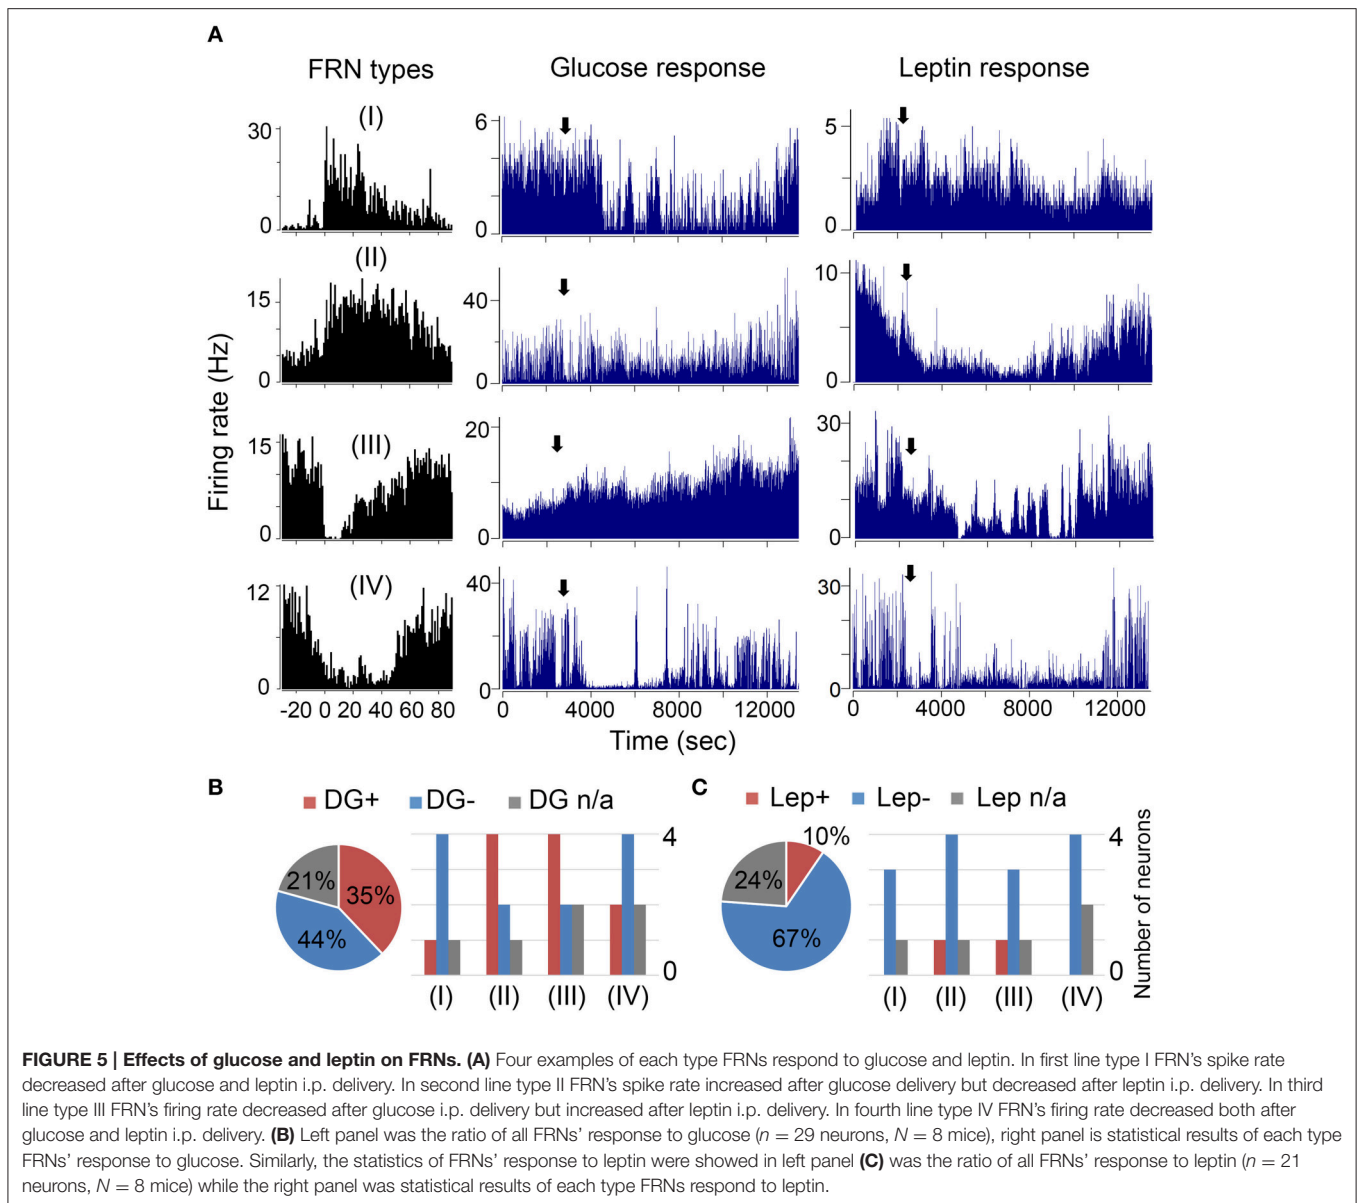 A
FRN types
Glucose response
Leptin response
(I)
30
0
6
0
5
0
(II)
15
0
40
0
10
0
(III)
15
0
20
0
30
0
(IV)
12
0
40
0
30
0
Firing rate (Hz)
-20 0 20 40 60 80
0 4000 8000 12000
0 4000 8000 12000
Time (sec)
B
DG+ DG- DG n/a
21%
35%
44%
4
0
(I) (II) (III) (IV)
C
Lep+ Lep- Lep n/a
10%
24%
67%
4
0
Number of neurons
(I) (II) (III) (IV)
FIGURE 5 | Effects of glucose and leptin on FRNs. (A) Four examples of each type FRNs respond to glucose and leptin. In first line type I FRN's spike rate
decreased after glucose and leptin i.p. delivery. In second line type II FRN's spike rate increased after glucose delivery but decreased after leptin i.p. delivery. In third
line type III FRN's firing rate decreased after glucose i.p. delivery but increased after leptin i.p. delivery. In fourth line type IV FRN's firing rate decreased both after
glucose and leptin i.p. delivery. (B) Left panel was the ratio of all FRNs' response to glucose (n = 29 neurons, N = 8 mice), right panel is statistical results of each type
FRNs' response to glucose. Similarly, the statistics of FRNs' response to leptin were showed in left panel (C) was the ratio of all FRNs' response to leptin (n = 21
neurons, N = 8 mice) while the right panel was statistical results of each type FRNs respond to leptin.